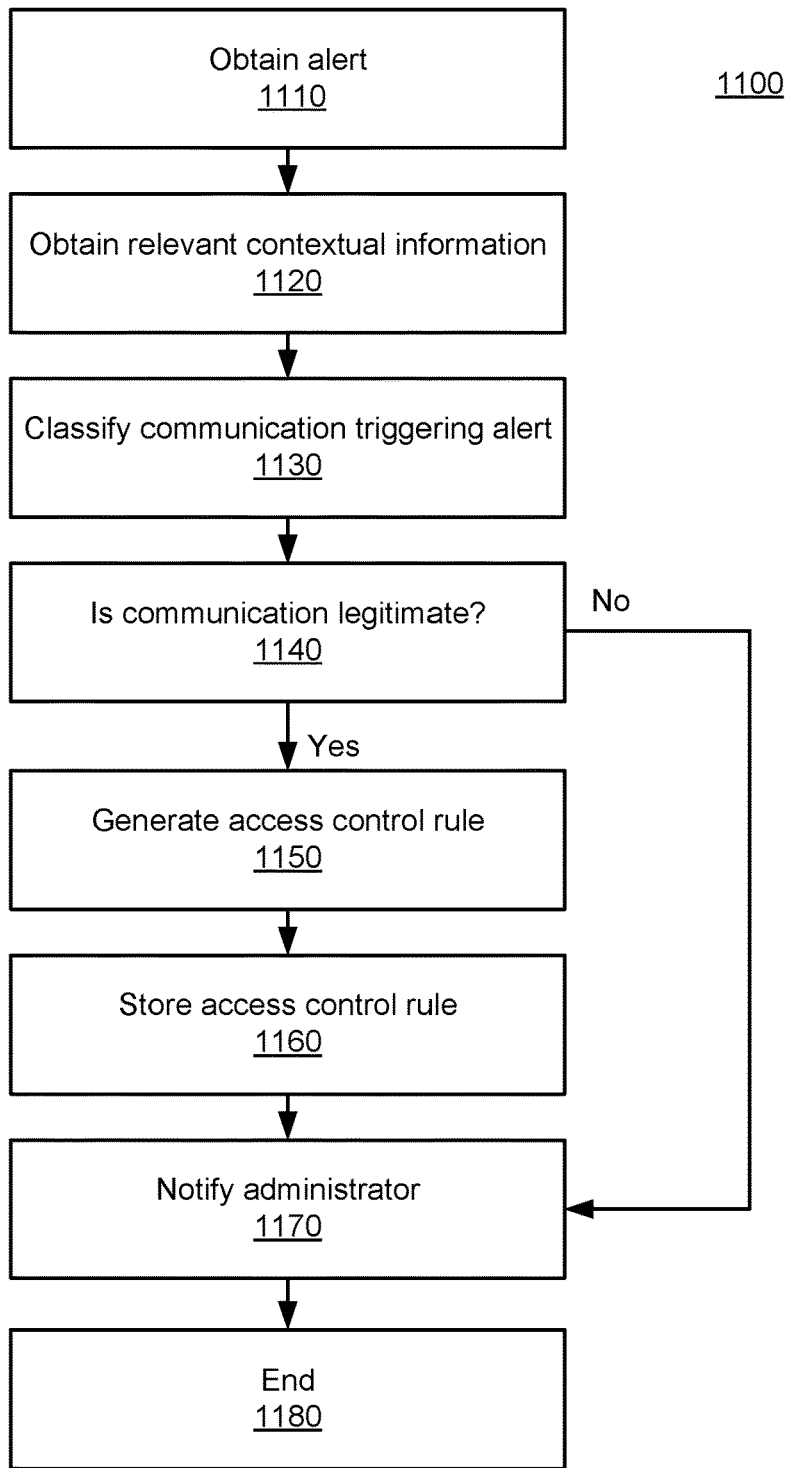 Obtain alert
1110
1100
Obtain relevant contextual information
1120
Classify communication triggering alert
1130
Is communication legitimate?
1140
No
Yes
Generate access control rule
1150
Store access control rule
1160
Notify administrator
1170
End
1180